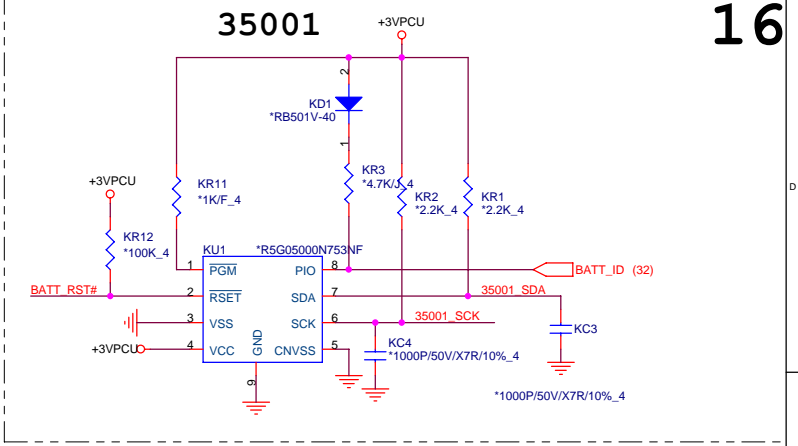 35001
16
+3VPCU
2
KD1
*RB501V-40
1
D
+3VPCU
KR11
*1K/F_4
KR3
*4.7K/J_4
KR2
*2.2K_4
KR1
*2.2K_4
KR12
*100K_4
KU1
*R5G05000N753NF
1
PGM
PIO
8
BATT_ID (32)
BATT_RST#
2
RSET
SDA
7
35001_SDA
3
VSS
SCK
6
35001_SCK
KC3
+3VPCU
4
VCC
GND
CNVSS
5
KC4
*1000P/50V/X7R/10%_4
9
*1000P/50V/X7R/10%_4